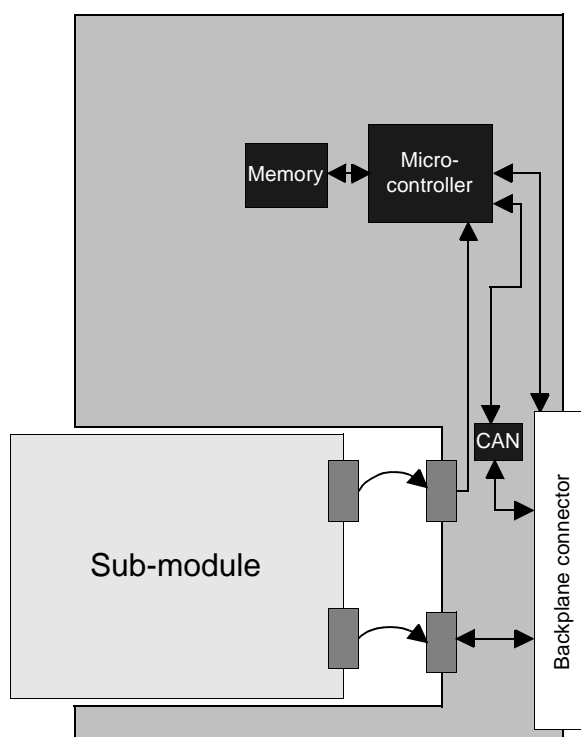 Memory
Micro-
controller
CAN
Sub-module
Backplane connector